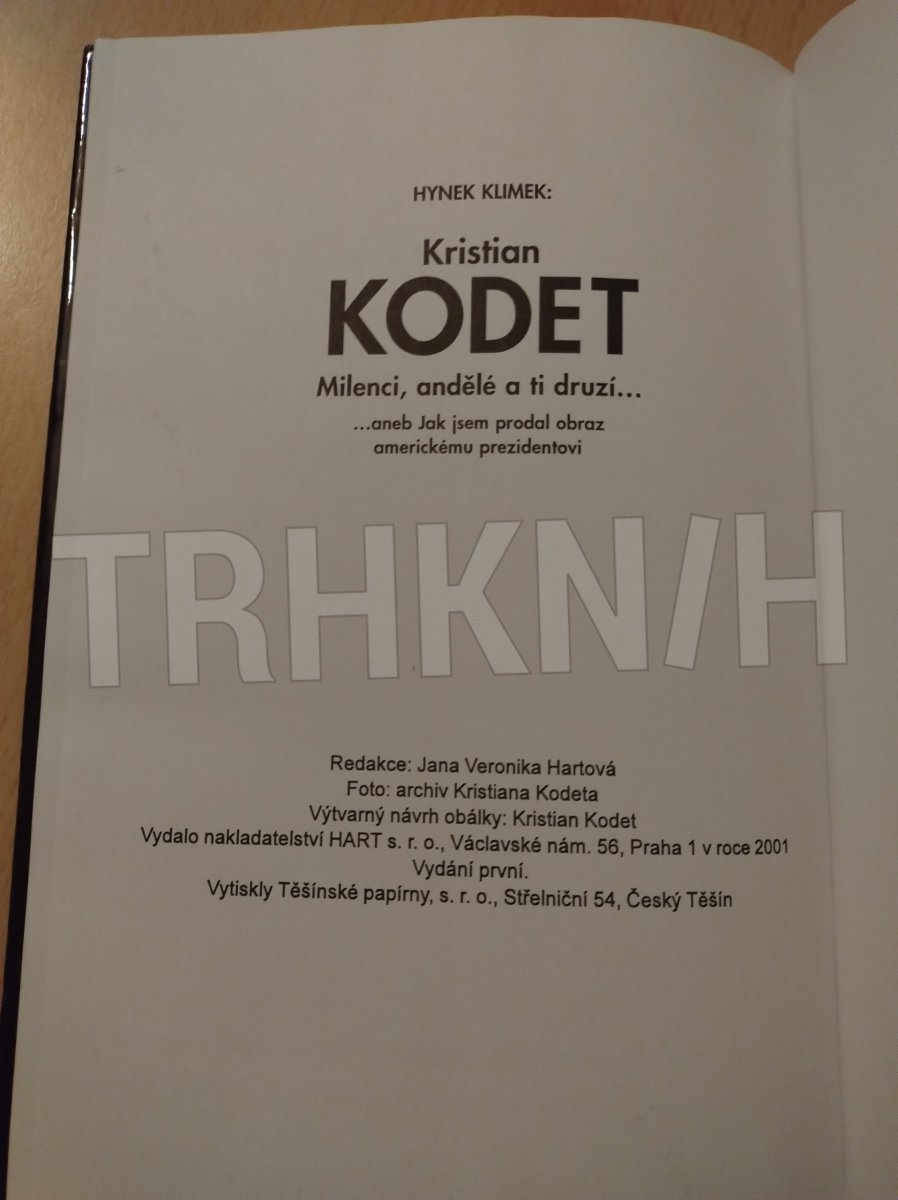 HYNEK KLIMEK:
Kristian
KODET
Milenci, andělé a ti druzí...
...aneb Jak jsem prodal obraz
americkému prezidentovi
TRHKNIH
Redakce: Jana Veronika Hartová
Foto: archiv Kristiana Kodeta
Výtvarný návrh obálky: Kristian Kodet
Vydalo nakladatelství HART s. r. o., Václavské nám. 56, Praha 1 v roce 2001
Vydání první.
Vytiskly Těšínské papírny, s. r. o., Střelniční 54, Český Těšín